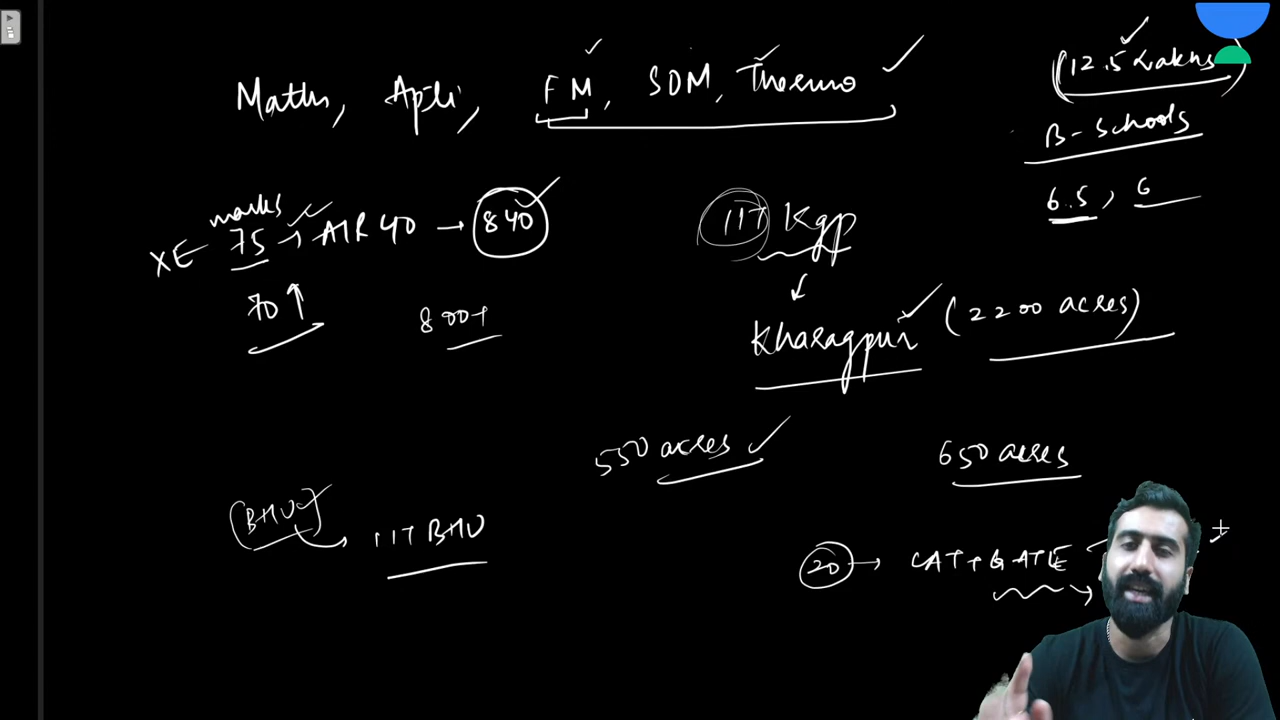 Maths, Apti, FM, SOM, Thermo
(12.5 Lakhs)
B-Schools
6.5, 6
marks
XE 75 → AIR 40 → 840
70 ↑
800+
IIT Kgp
↓
Kharagpur (2200 acres)
550 acres
650 acres
(BHU) → IIT BHU
20 → CAT + GATE